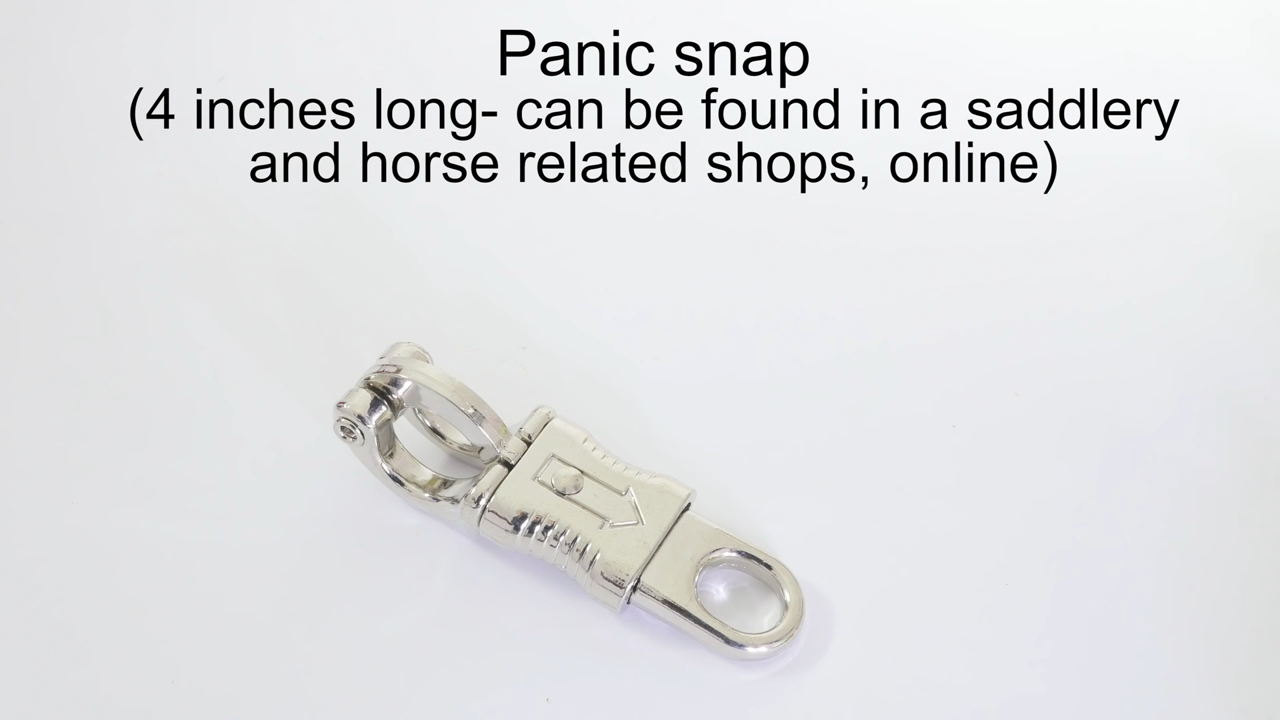 Panic snap
(4 inches long- can be found in a saddlery
and horse related shops, online)